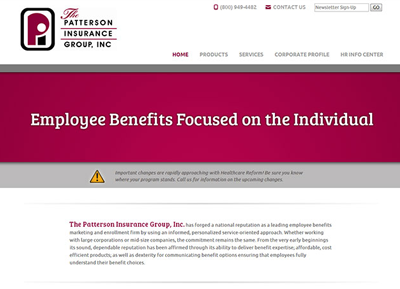 The
PATTERSON
INSURANCE
GROUP, INC
(800) 949-4482 CONTACT US Newsletter Sign Up GO
HOME PRODUCTS SERVICES CORPORATE PROFILE HR INFO CENTER
Employee Benefits Focused on the Individual
Important changes are rapidly approaching with Healthcare Reform! Be sure you know
where your program stands. Call us for information on the upcoming changes.
The Patterson Insurance Group, Inc. has forged a national reputation as a leading employee benefits
marketing and enrollment firm by using an informed, personalized service-oriented approach. Whether working
with large corporations or mid-size companies, the commitment remains the same. From the very early beginnings
its sound, dependable reputation has been affirmed through its ability to deliver benefit expertise; affordable, cost
efficient products, as well as dexterity for communicating benefit options ensuring that employees fully
understand their benefit choices.